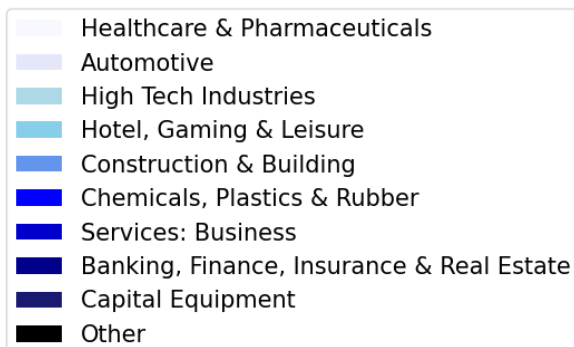 Healthcare & Pharmaceuticals
Automotive
High Tech Industries
Hotel, Gaming & Leisure
Construction & Building
Chemicals, Plastics & Rubber
Services: Business
Banking, Finance, Insurance & Real Estate
Capital Equipment
Other